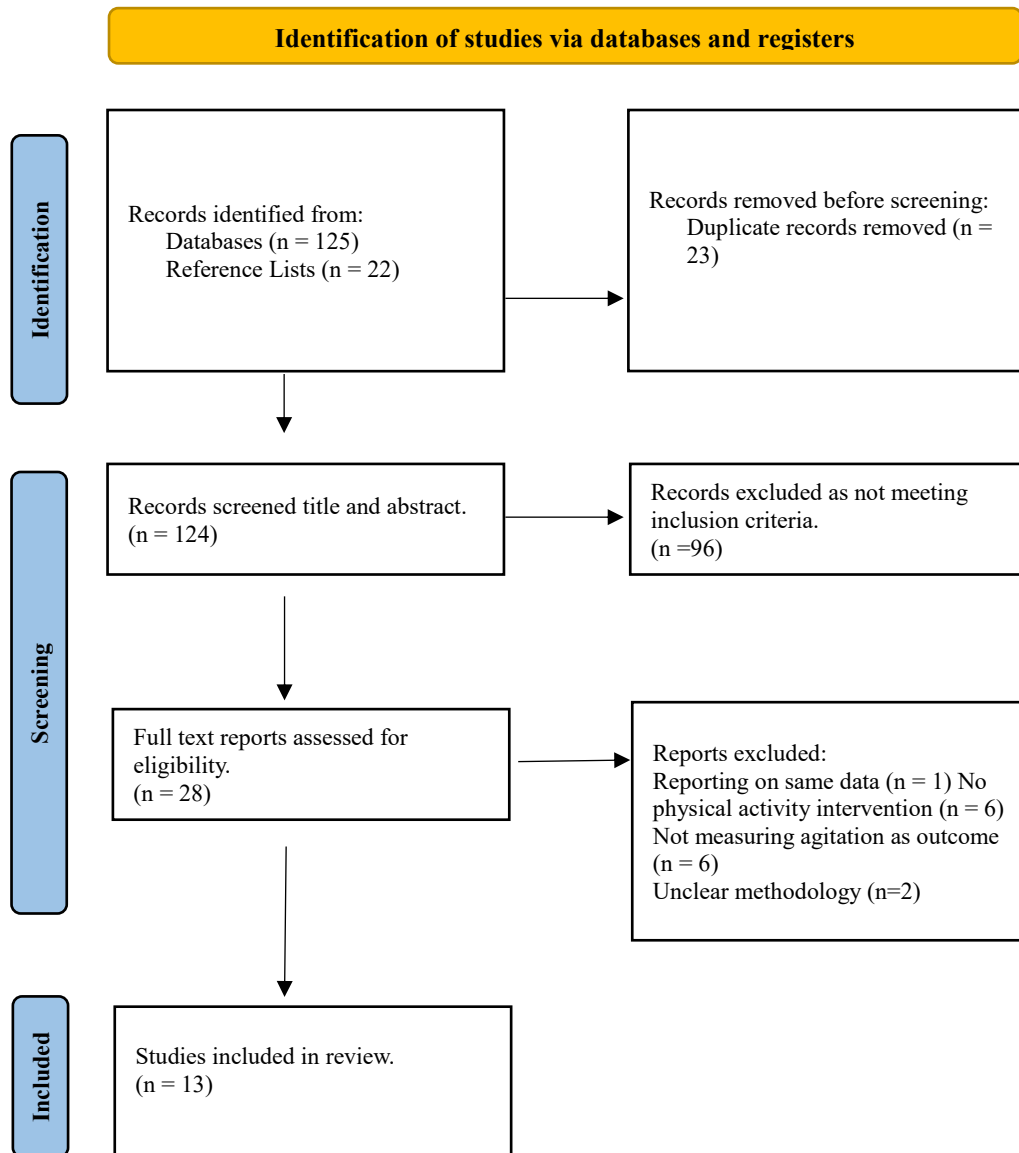 Identification of studies via databases and registers
Identification
Records identified from:
Databases (n = 125)
Reference Lists (n = 22)
Records removed before screening:
Duplicate records removed (n =
23)
Screening
Records screened title and abstract.
(n = 124)
Records excluded as not meeting
inclusion criteria.
(n =96)
Full text reports assessed for
eligibility.
(n = 28)
Reports excluded:
Reporting on same data (n = 1) No
physical activity intervention (n = 6)
Not measuring agitation as outcome
(n = 6)
Unclear methodology (n=2)
Included
Studies included in review.
(n = 13)